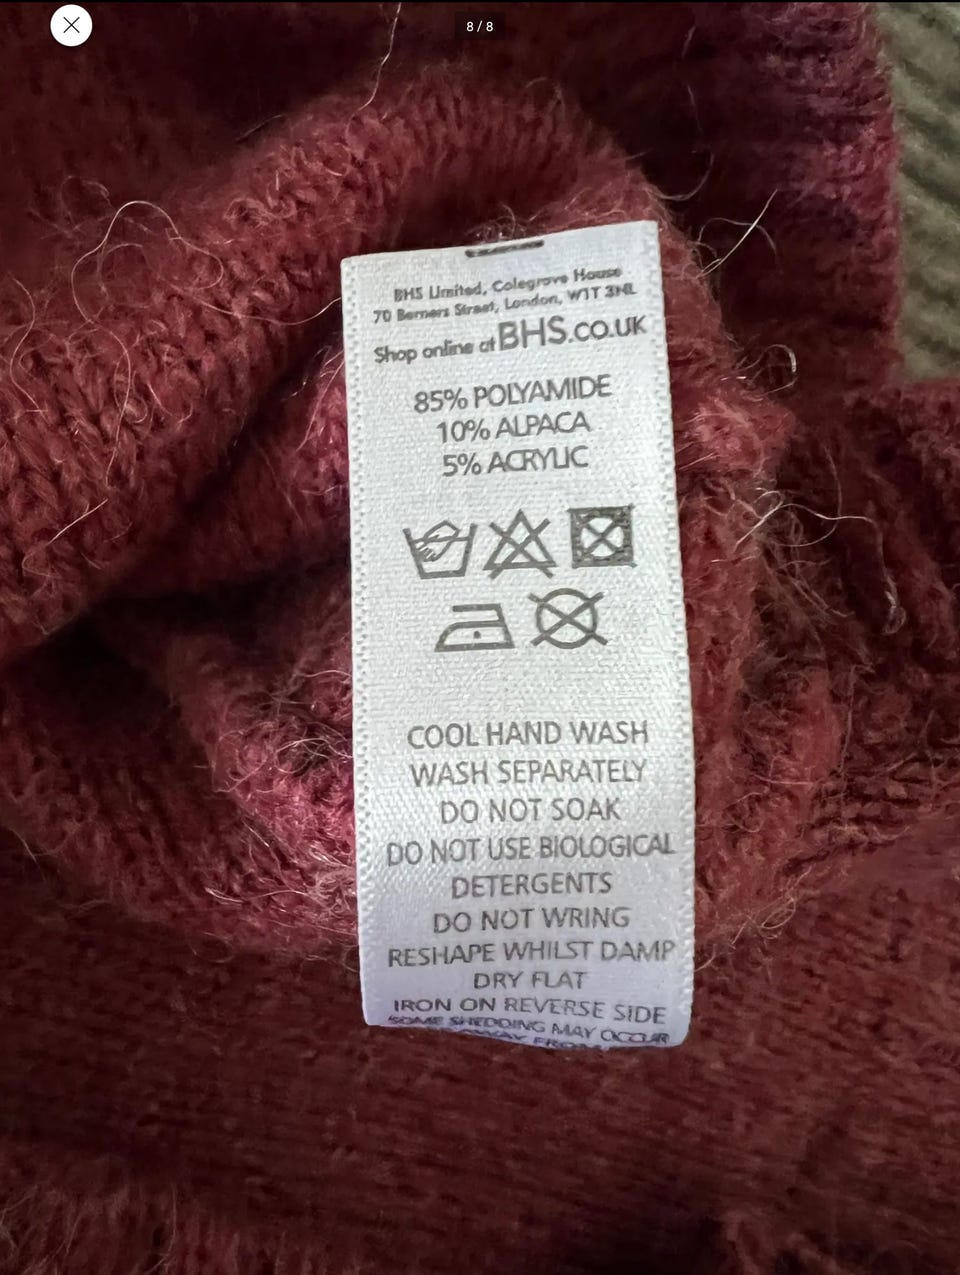 8 / 8
BHS Limited, Colegrove House
70 Berners Street, London, W1T 3NL
Shop online at BHS.CO.UK
85% POLYAMIDE
10% ALPACA
5% ACRYLIC
COOL HAND WASH
WASH SEPARATELY
DO NOT SOAK
DO NOT USE BIOLOGICAL
DETERGENTS
DO NOT WRING
RESHAPE WHILST DAMP
DRY FLAT
IRON ON REVERSE SIDE
SOME SHEDDING MAY OCCUR
AWAY FROM